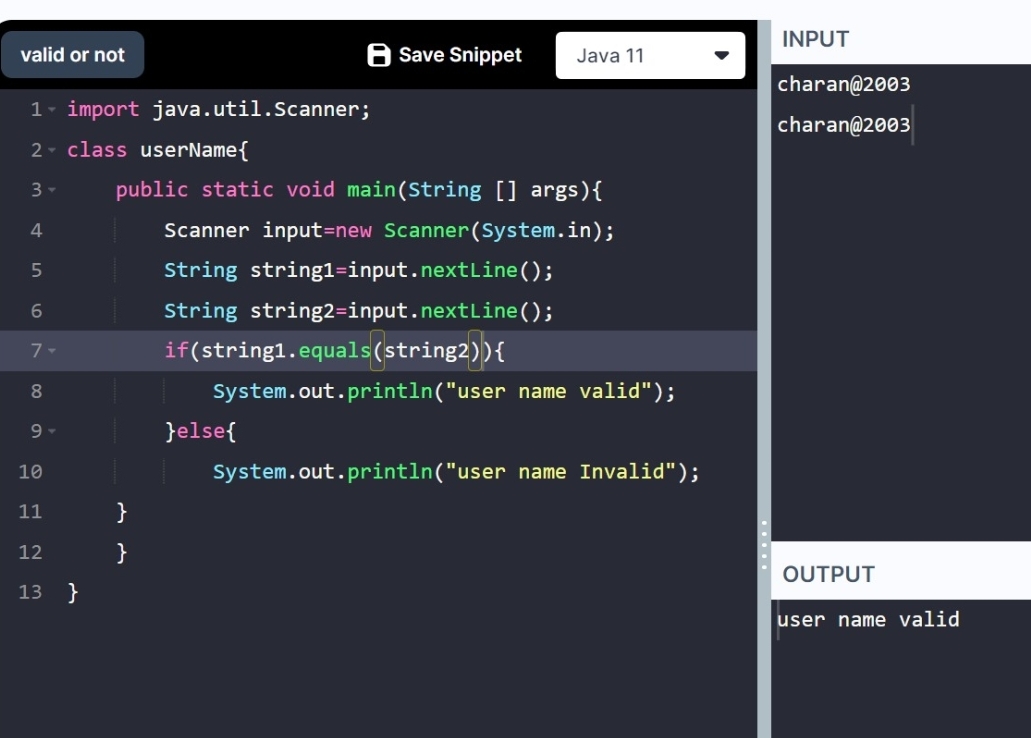 valid or not
Save Snippet
Java 11
1 import java.util.Scanner;
2 class userName{
3 public static void main(String [] args){
4 Scanner input=new Scanner(System.in);
5 String string1=input.nextLine();
6 String string2=input.nextLine();
7 if(string1.equals(string2)){
8 System.out.println("user name valid");
9 }else{
10 System.out.println("user name Invalid");
11 }
12 }
13 }
INPUT
charan@2003
charan@2003
OUTPUT
user name valid